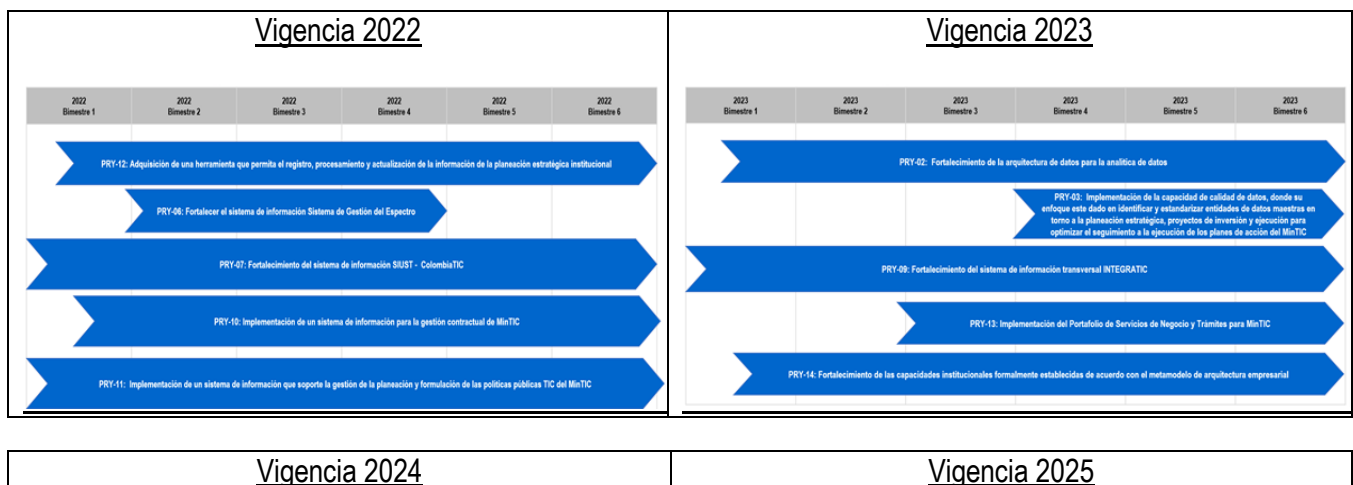 Vigencia 2022
2022
Bimestre 1
2022
Bimestre 2
2022
Bimestre 3
2022
Bimestre 4
2022
Bimestre 5
2022
Bimestre 6
PRY-12: Adquisición de una herramienta que permita el registro, procesamiento y actualización de la información de la planeación estratégica institucional
PRY-06: Fortalecer el sistema de información Sistema de Gestión del Espectro
PRY-07: Fortalecimiento del sistema de información SIUST - ColombiaTIC
PRY-10: Implementación de un sistema de información para la gestión contractual de MinTIC
PRY-11: Implementación de un sistema de información que soporte la gestión de la planeación y formulación de las políticas públicas TIC del MinTIC
Vigencia 2023
2023
Bimestre 1
2023
Bimestre 2
2023
Bimestre 3
2023
Bimestre 4
2023
Bimestre 5
2023
Bimestre 6
PRY-02: Fortalecimiento de la arquitectura de datos para la analítica de datos
PRY-03: Implementación de la capacidad de calidad de datos, donde su
enfoque este dado en identificar y estandarizar entidades de datos maestras en
torno a la planeación estratégica, proyectos de inversión y ejecución para
optimizar el seguimiento a la ejecución de los planes de acción del MinTIC
PRY-09: Fortalecimiento del sistema de información transversal INTEGRATIC
PRY-13: Implementación del Portafolio de Servicios de Negocio y Trámites para MinTIC
PRY-14: Fortalecimiento de las capacidades institucionales formalmente establecidas de acuerdo con el metamodelo de arquitectura empresarial
Vigencia 2024
Vigencia 2025